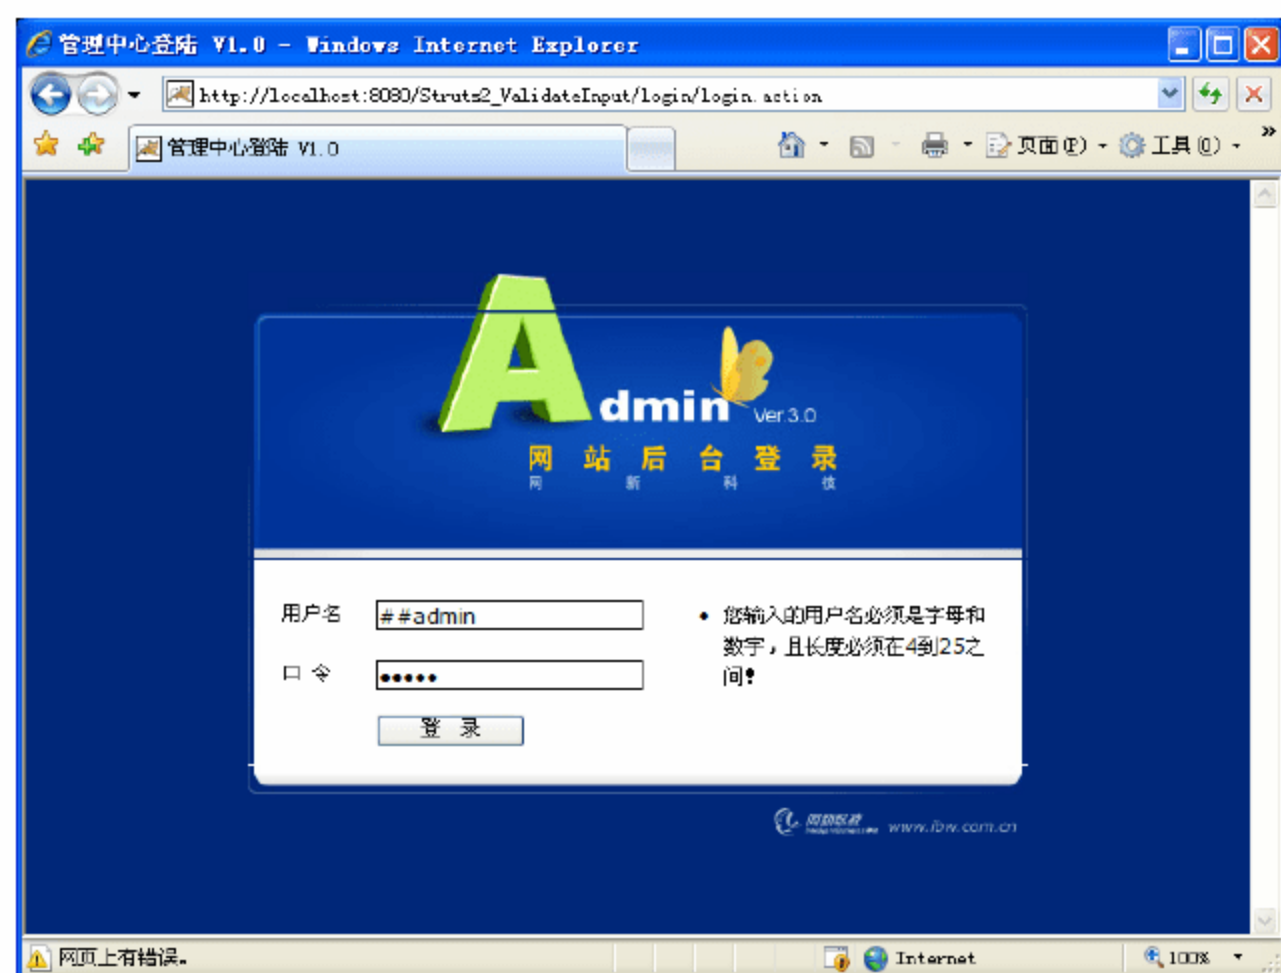 管理中心登陆 V1.0 - Windows Internet Explorer
http://localhost:8080/Struts2_ValidateInput/login/login.action
管理中心登陆 V1.0
页面(P)
工具(O)
»
Admin
Ver.3.0
网站后台登录
网新科技
用户名
##admin
您输入的用户名必须是字母和
数字，且长度必须在4到25之
间！
口令
●●●●●
登 录
www.ibw.com.cn
网页上有错误。
Internet
100%